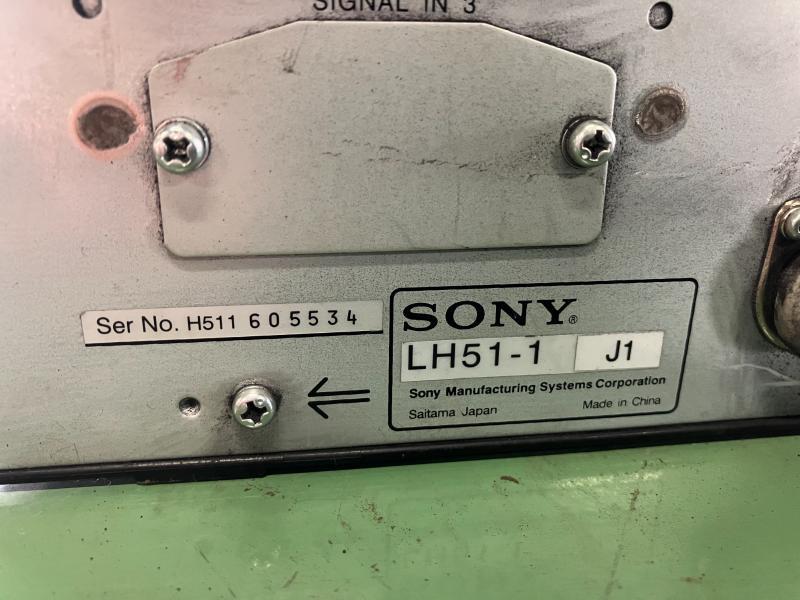 SIGNAL IN 3
Ser No. H511 605534
SONY®
LH51-1 J1
Sony Manufacturing Systems Corporation
Saitama Japan Made in China